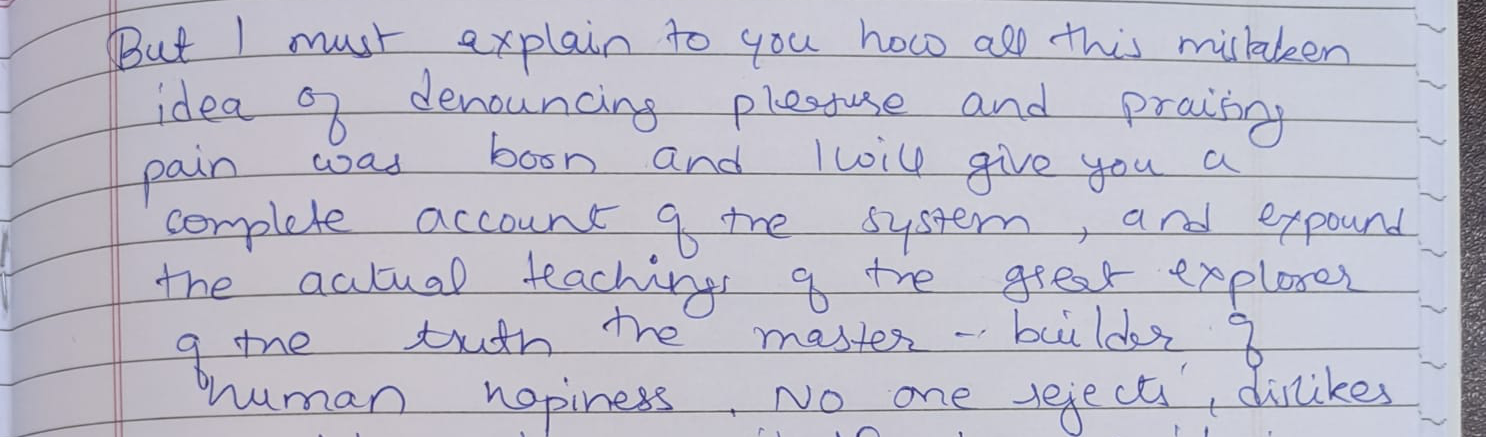 But I must explain to you how all this mistaken
idea of denouncing pleasure and praising
pain was born and I will give you a
complete account of the system, and expound
the actual teachings of the great explorer
of the truth the master-builder of
human hapiness. No one rejects, dislikes